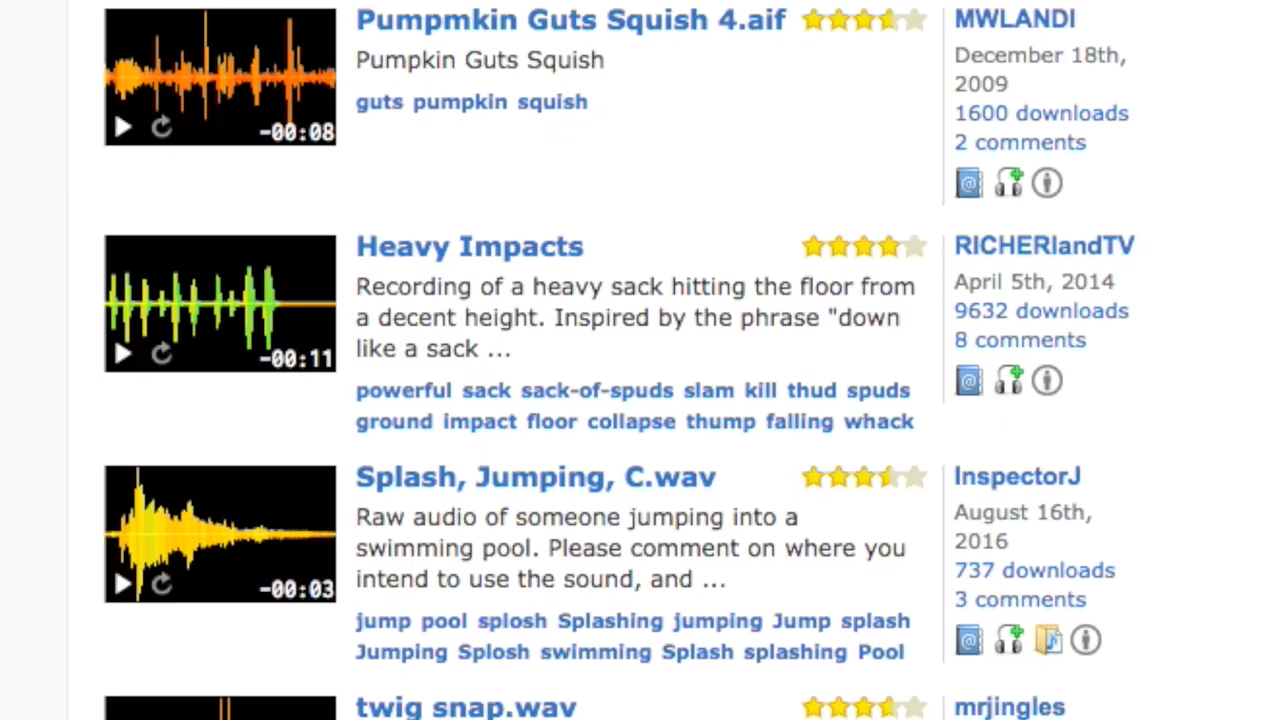 Pumpmkin Guts Squish 4.aif
Pumpkin Guts Squish
guts pumpkin squish
-00:08
MWLANDI
December 18th,
2009
1600 downloads
2 comments
Heavy Impacts
Recording of a heavy sack hitting the floor from
a decent height. Inspired by the phrase "down
like a sack ...
powerful sack sack-of-spuds slam kill thud spuds
ground impact floor collapse thump falling whack
-00:11
RICHERlandTV
April 5th, 2014
9632 downloads
8 comments
Splash, Jumping, C.wav
Raw audio of someone jumping into a
swimming pool. Please comment on where you
intend to use the sound, and ...
jump pool splosh Splashing jumping Jump splash
Jumping Splosh swimming Splash splashing Pool
-00:03
InspectorJ
August 16th,
2016
737 downloads
3 comments
twig snap.wav
mrjingles